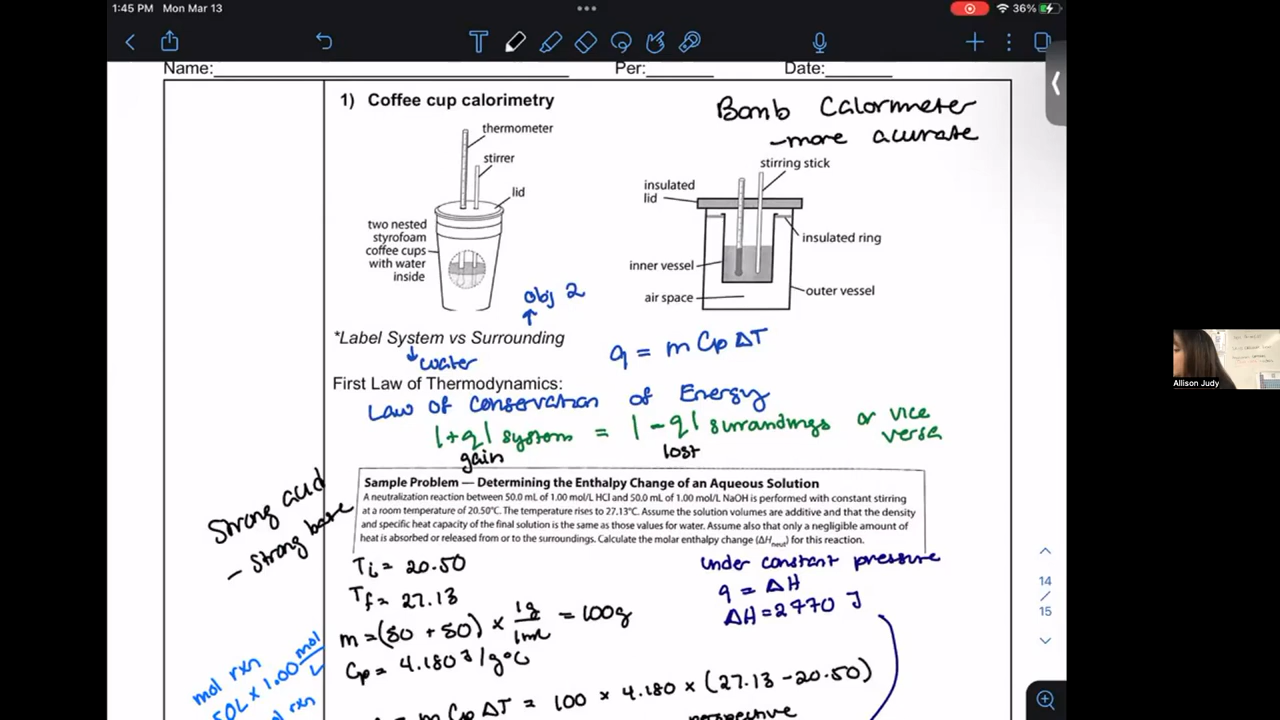 1:45 PM Mon Mar 13
36%
Name: Per: Date:
1) Coffee cup calorimetry
Bomb Calormeter
-more acurate
thermometer
stirrer
lid
two nested
styrofoam
coffee cups
with water
inside
stirring stick
insulated
lid
insulated ring
inner vessel
outer vessel
air space
obj 2
*Label System vs Surrounding
water
q = m Cp ΔT
First Law of Thermodynamics:
Law of Conservation of Energy
|+q| system = |-q| surrandings or vice versa
gain lost
Strong acid
- Strong base
Sample Problem — Determining the Enthalpy Change of an Aqueous Solution
A neutralization reaction between 50.0 mL of 1.00 mol/L HCl and 50.0 mL of 1.00 mol/L NaOH is performed with constant stirring
at a room temperature of 20.50°C. The temperature rises to 27.13°C. Assume the solution volumes are additive and that the density
and specific heat capacity of the final solution is the same as those values for water. Assume also that only a negligible amount of
heat is absorbed or released from or to the surroundings. Calculate the molar enthalpy change (ΔHneut) for this reaction.
Ti = 20.50
Tf = 27.13
m = (50 + 50) × 1g/1mL = 100g
Cp = 4.180 J/g°C
under constant pressure
q = ΔH
ΔH = 2770 J
mol rxn
50L × 1.00 mol/L
rxn
m Cp ΔT = 100 × 4.180 × (27.13 - 20.50)
perspective
14
/
15
Allison Judy